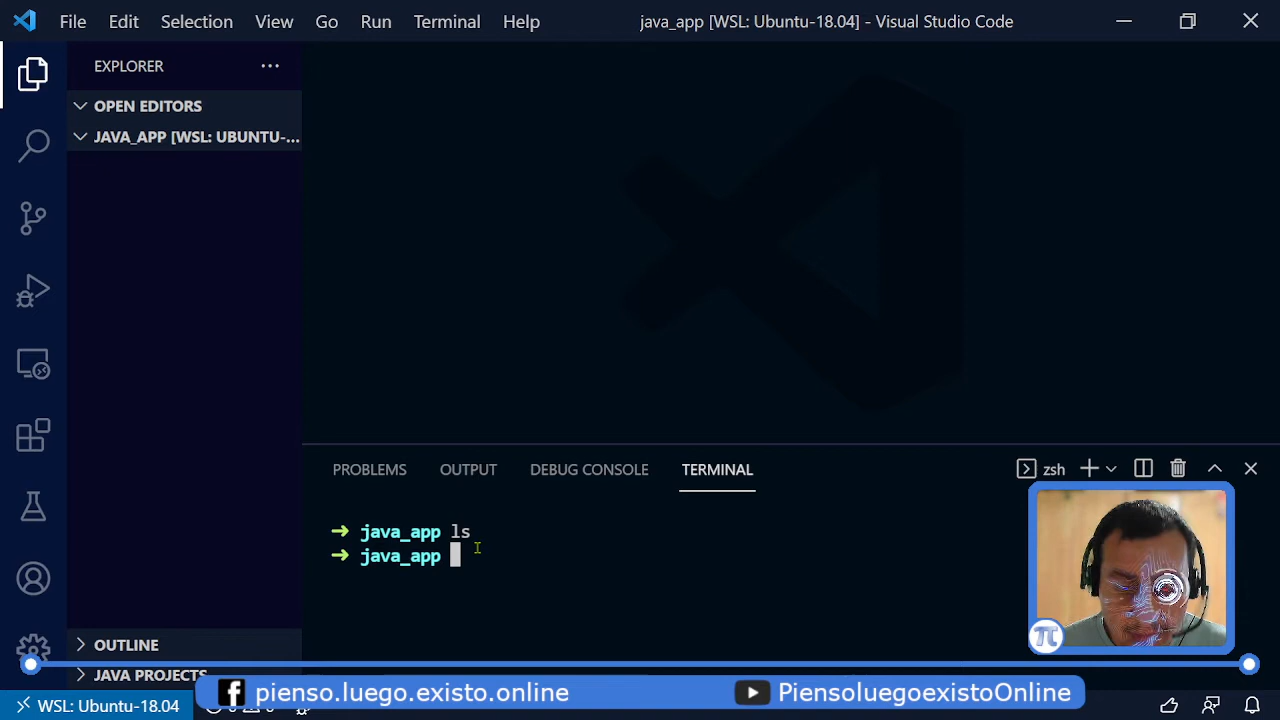 File Edit Selection View Go Run Terminal Help java_app [WSL: Ubuntu-18.04] - Visual Studio Code
EXPLORER ...
OPEN EDITORS
JAVA_APP [WSL: UBUNTU-...
PROBLEMS OUTPUT DEBUG CONSOLE TERMINAL zsh
➜ java_app ls
➜ java_app
OUTLINE
JAVA PROJECTS
π
pienso.luego.existo.online PiensoluegoexistoOnline
WSL: Ubuntu-18.04